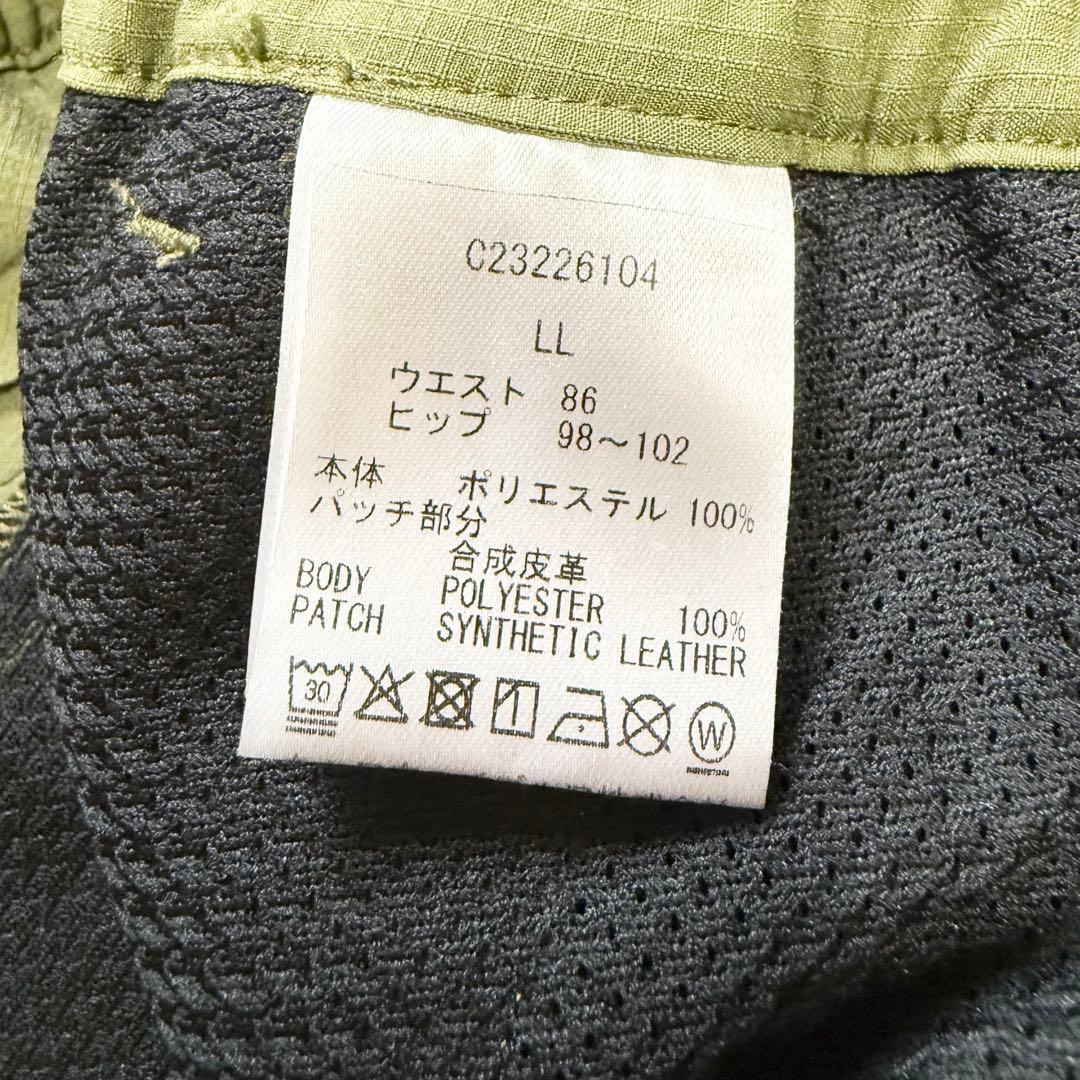 C23226104
LL
ウエスト 86
ヒップ 98～102
本体 ポリエステル 100%
パッチ部分
合成皮革
BODY POLYESTER 100%
PATCH SYNTHETIC LEATHER
30
W